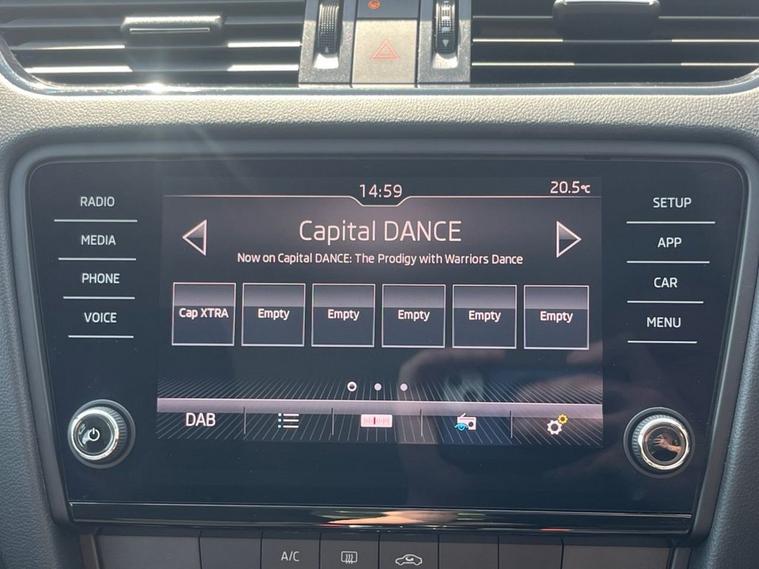 14:59
20.5°C
RADIO
MEDIA
PHONE
VOICE
Capital DANCE
Now on Capital DANCE: The Prodigy with Warriors Dance
Cap XTRA
Empty
Empty
Empty
Empty
Empty
SETUP
APP
CAR
MENU
DAB
A/C